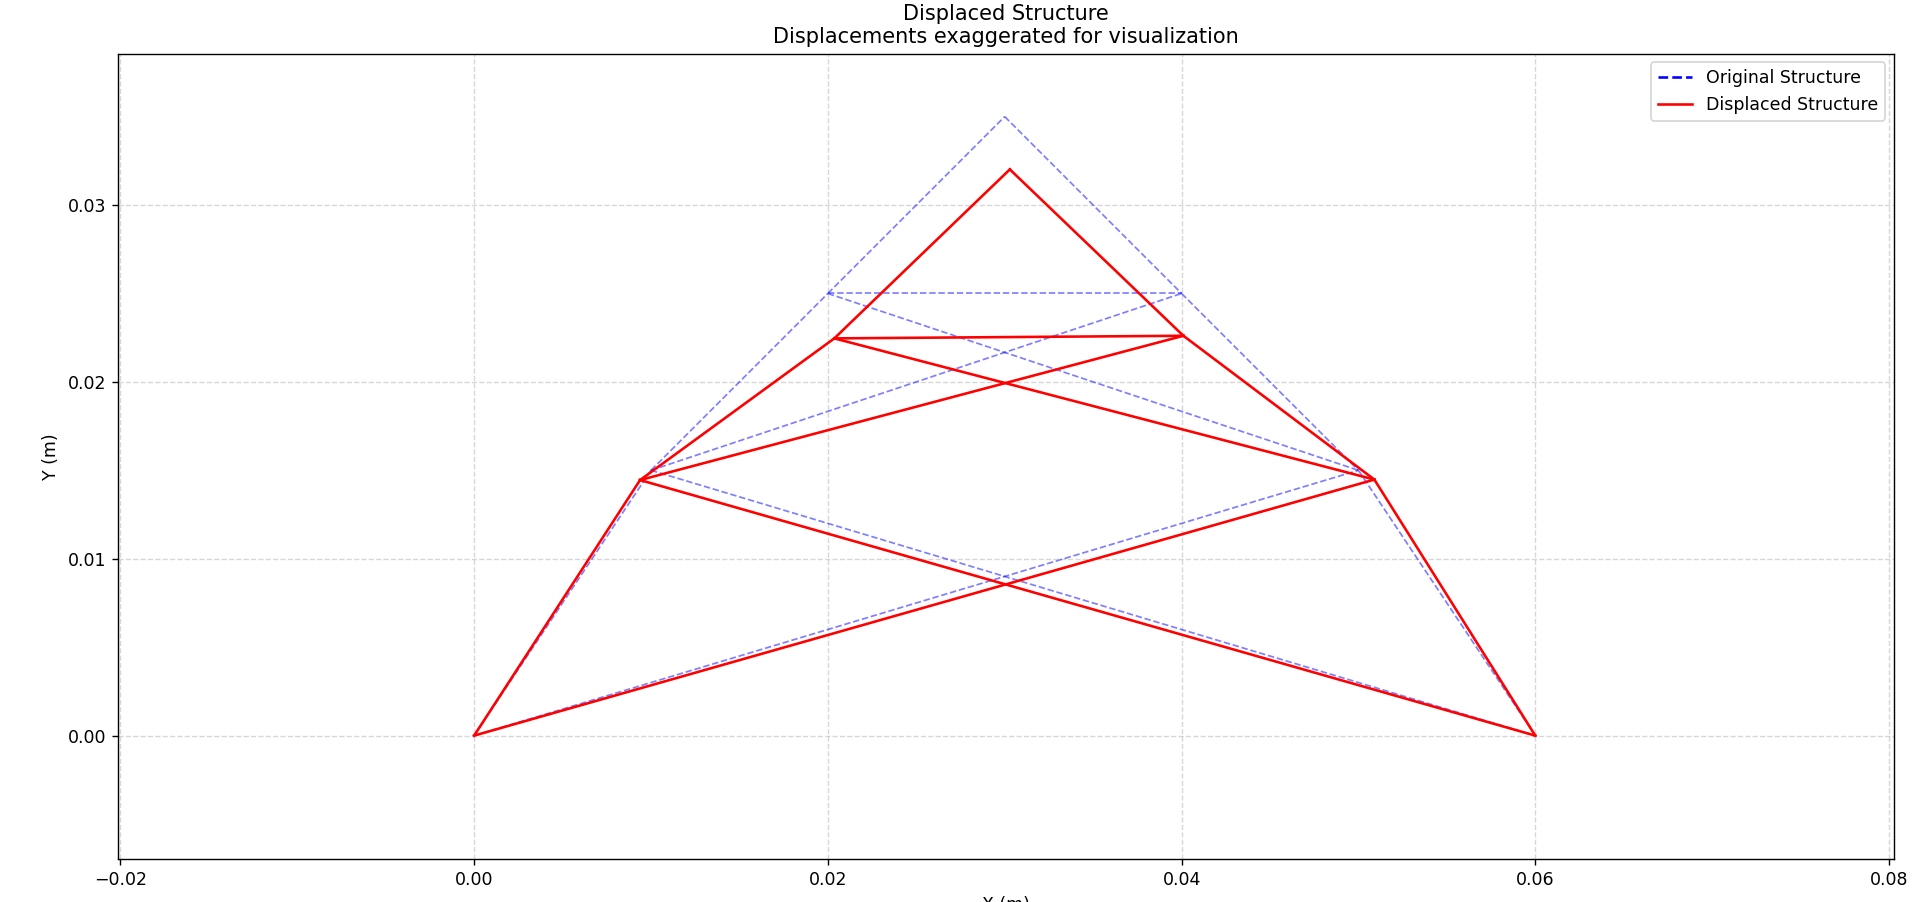 Displaced Structure
Displacements exaggerated for visualization
Original Structure
Displaced Structure
0.03
0.02
0.01
0.00
Y (m)
−0.02
0.00
0.02
0.04
0.06
0.08
X (m)